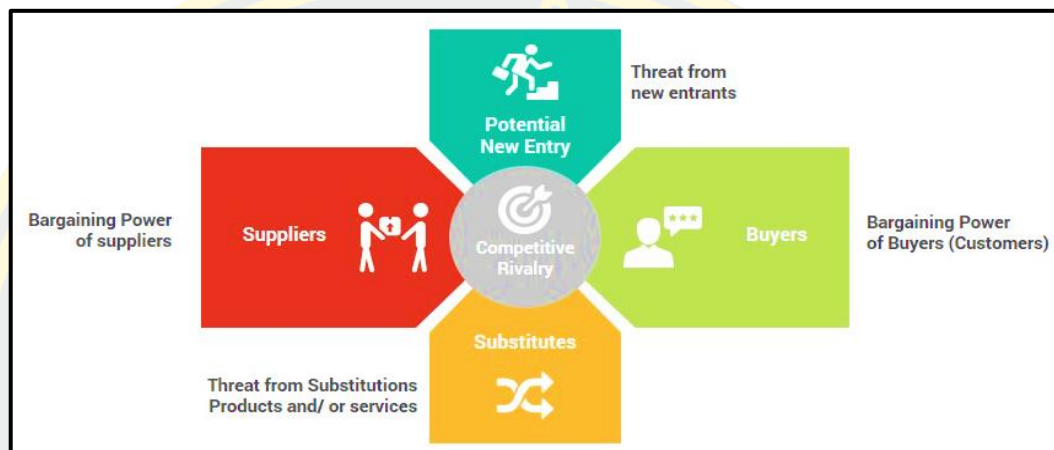 Threat from
new entrants
Potential
New Entry
Bargaining Power
of suppliers
Suppliers
Competitive
Rivalry
Buyers
Bargaining Power
of Buyers (Customers)
Substitutes
Threat from Substitutions
Products and/ or services